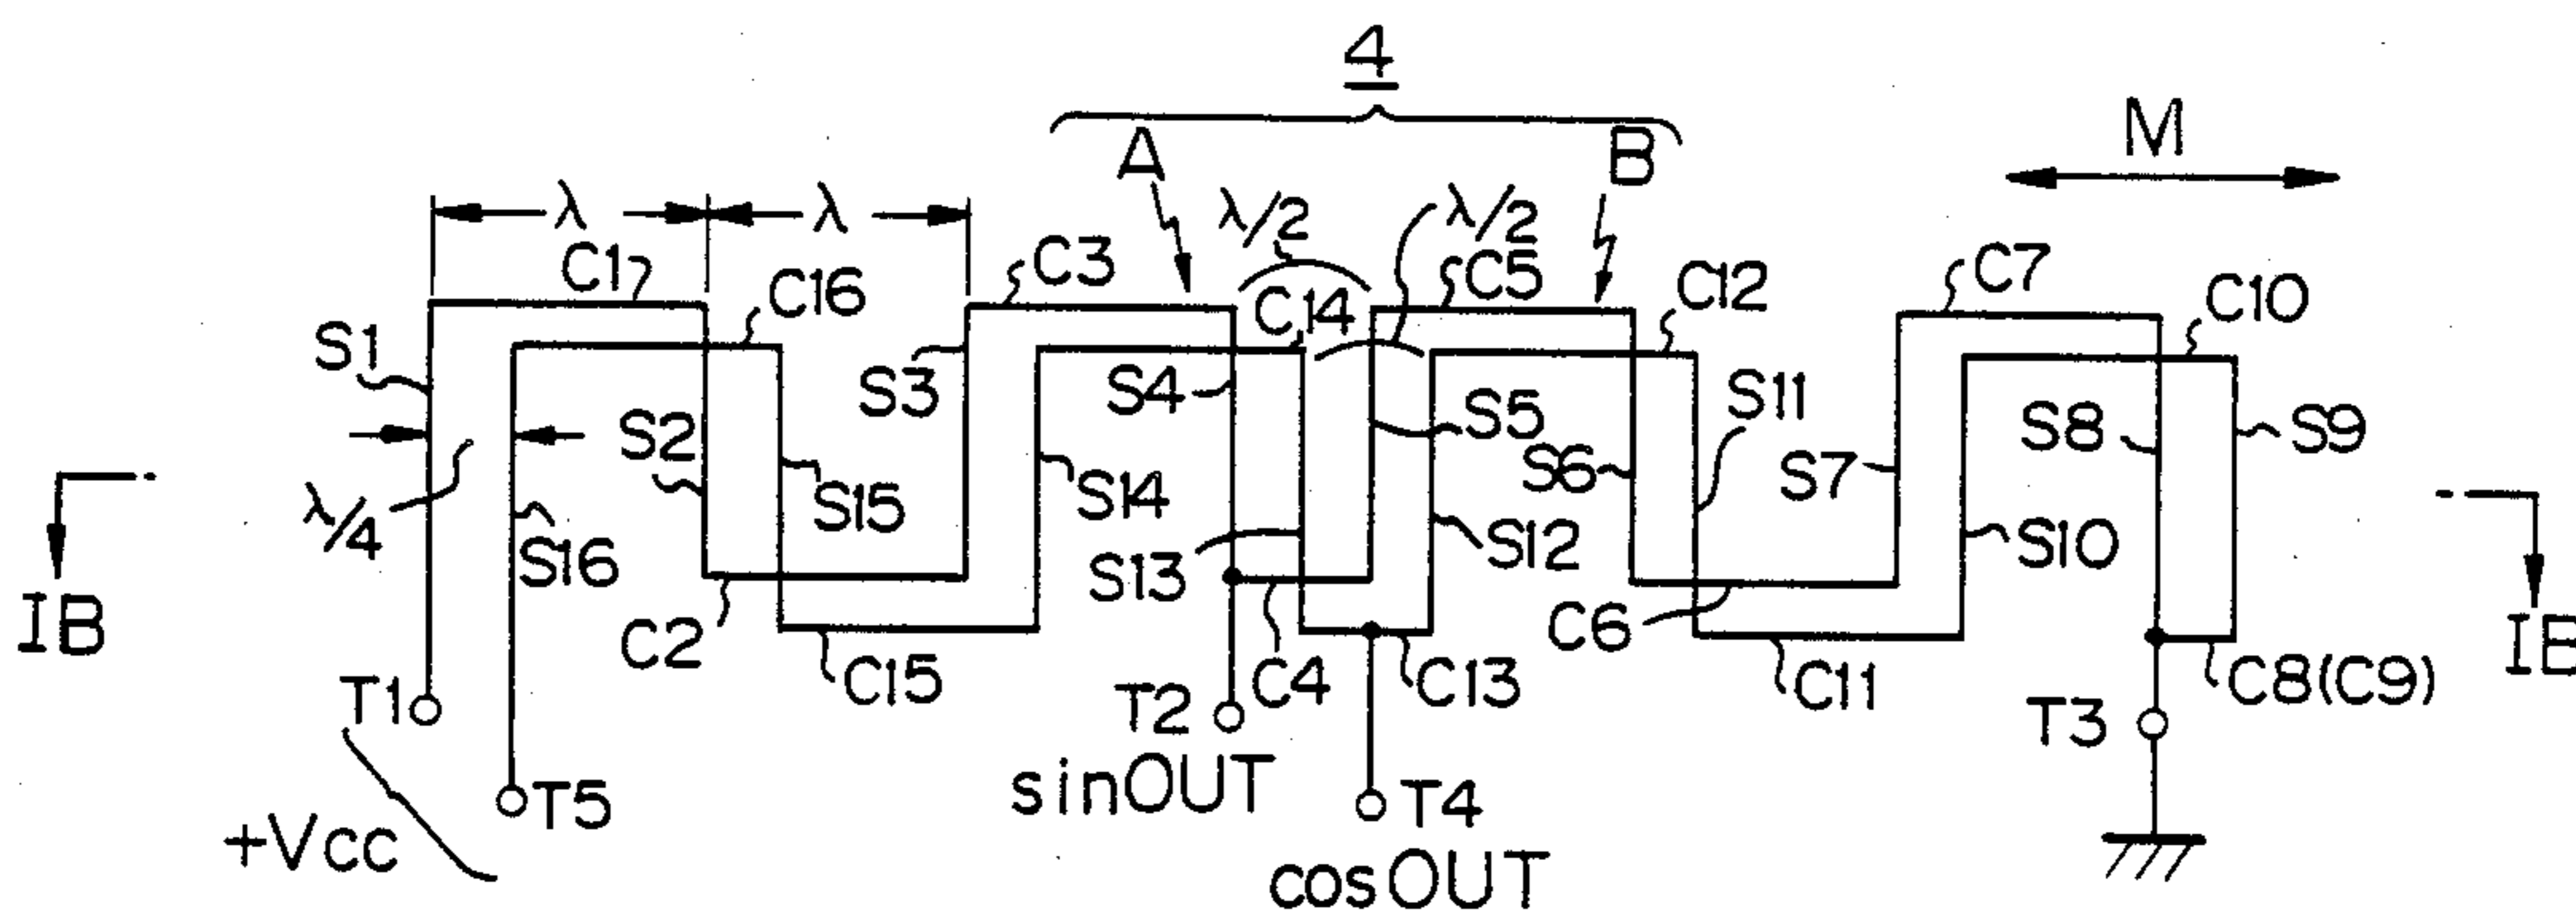 4
A
B
M
λ
λ
λ/2
λ/2
C1
C16
C3
C14
C5
C12
C7
C10
S1
S2
S3
S4
S5
S6
S11
S7
S8
S9
λ/4
S16
S15
S14
S13
S12
S10
IB
IB
C2
C15
C4
C13
C6
C11
C8(C9)
T1
T2
T3
T5
T4
sinOUT
cosOUT
+Vcc